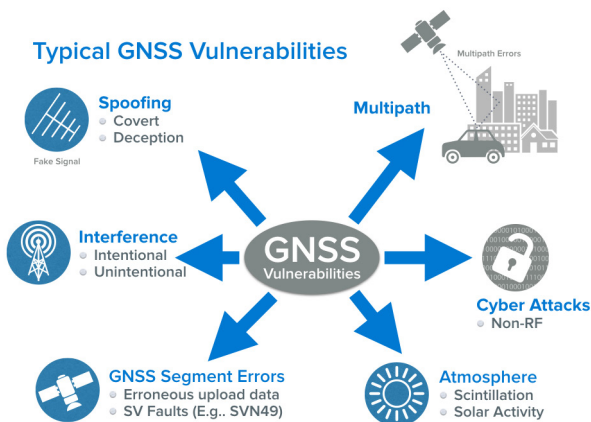 Typical GNSS Vulnerabilities
Multipath Errors
Spoofing
Covert
Deception
Fake Signal
Multipath
Interference
Intentional
Unintentional
GNSS
Vulnerabilities
Cyber Attacks
Non-RF
GNSS Segment Errors
Erroneous upload data
SV Faults (E.g.. SVN49)
Atmosphere
Scintillation
Solar Activity